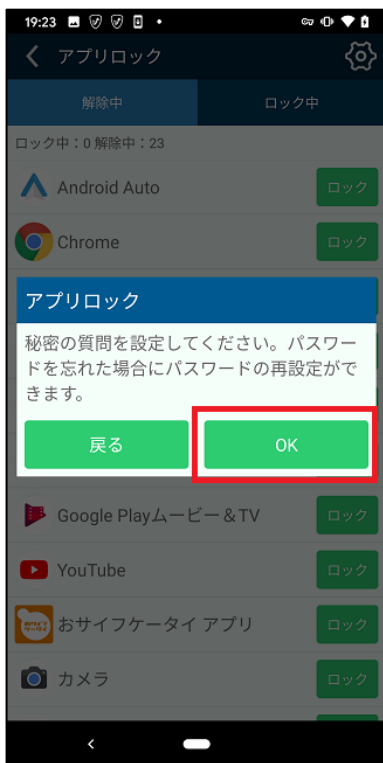 19:23
アプリロック
解除中
ロック中
ロック中：0 解除中：23
Android Auto
ロック
Chrome
ロック
アプリロック
秘密の質問を設定してください。パスワー
ドを忘れた場合にパスワードの再設定がで
きます。
戻る
OK
Google Playムービー＆TV
ロック
YouTube
ロック
おサイフケータイ アプリ
ロック
カメラ
ロック